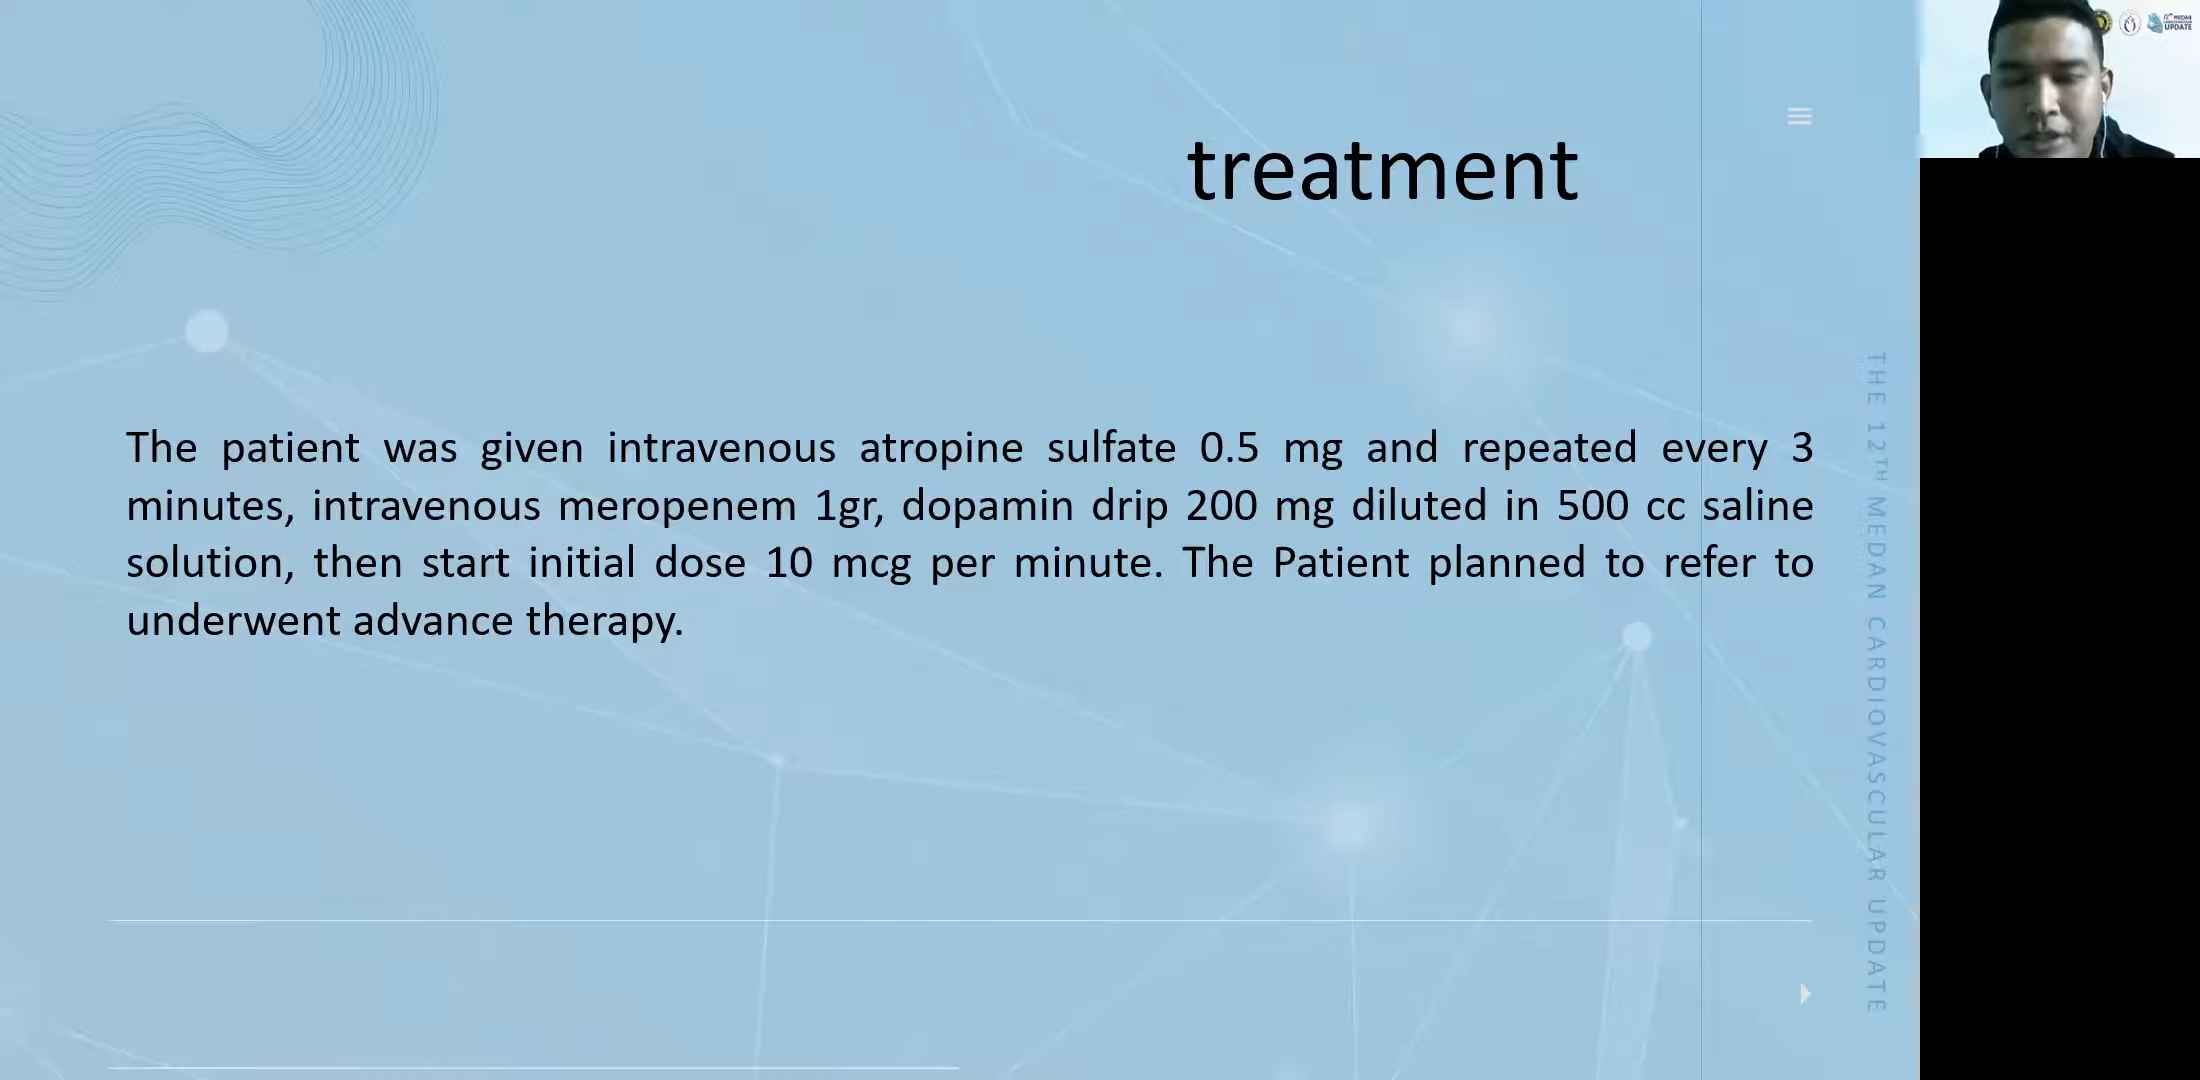 treatment
The patient was given intravenous atropine sulfate 0.5 mg and repeated every 3
minutes, intravenous meropenem 1gr, dopamin drip 200 mg diluted in 500 cc saline
solution, then start initial dose 10 mcg per minute. The Patient planned to refer to
underwent advance therapy.
THE 12TH MEDAN CARDIOVASCULAR UPDATE
UPDATE